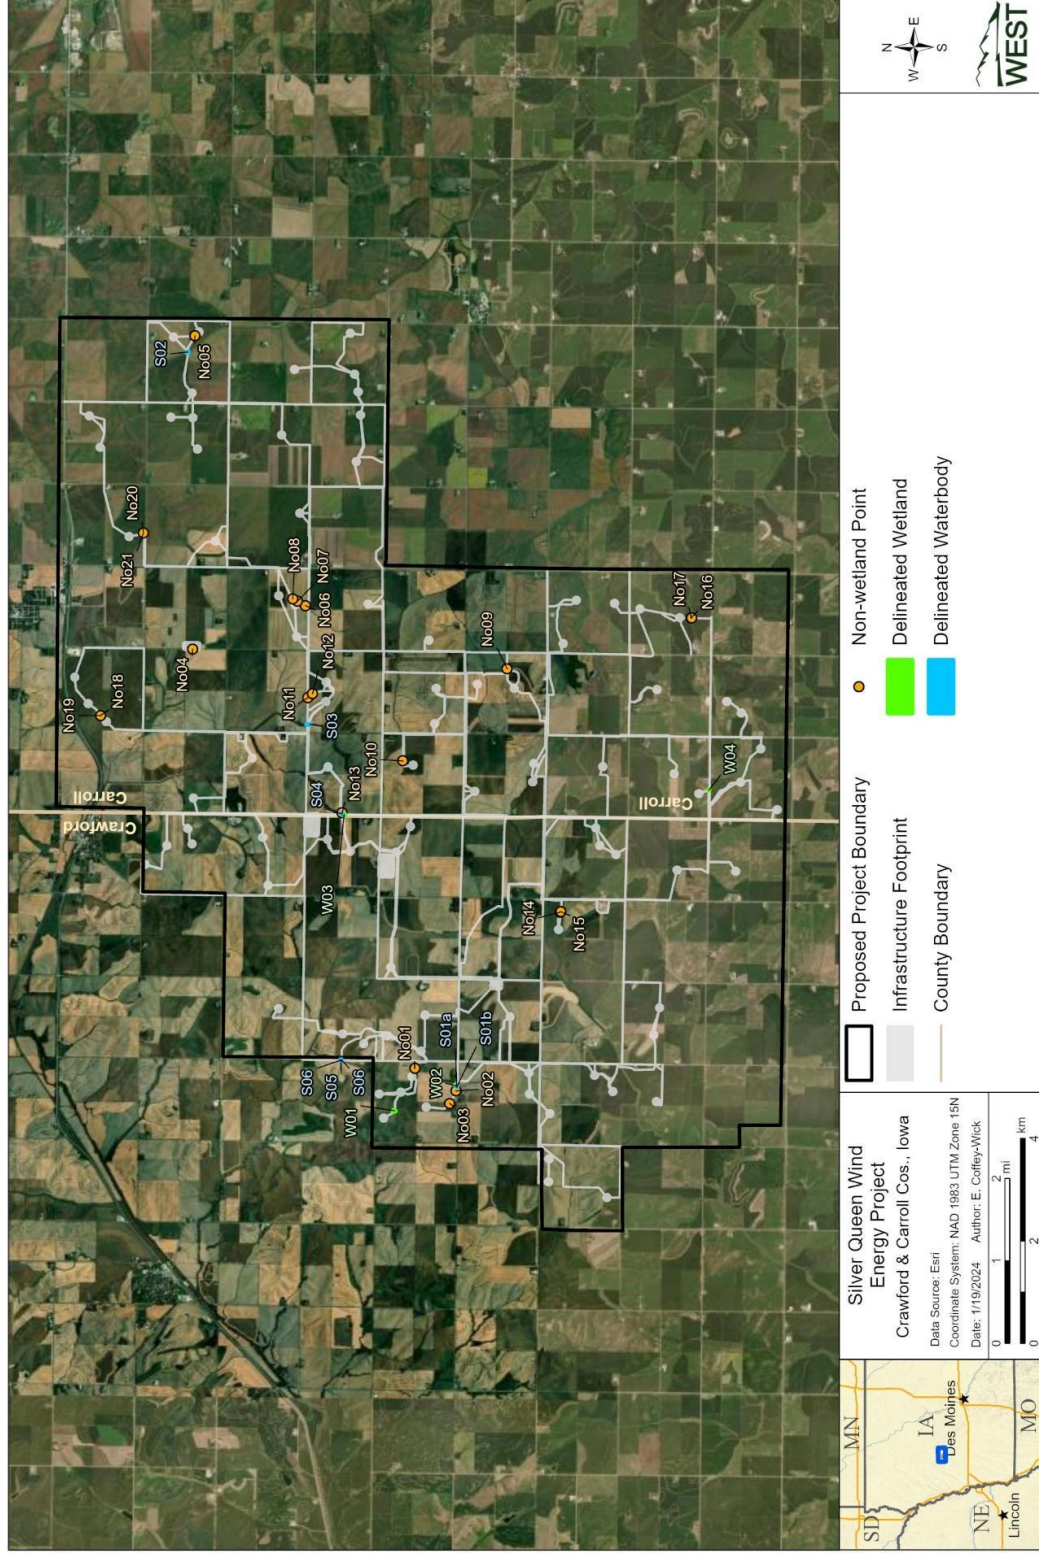 Crawford
Carroll
Carroll
No19
No18
No21
No20
S02
No05
No04
No08
No07
No06
No12
No11
S03
No10
No13
S04
W03
No09
No17
No16
W04
No14
No15
S06
S05
S06
W01
No01
W02
No03
No02
S01a
S01b
Silver Queen Wind
Energy Project
Crawford & Carroll Cos., Iowa
Data Source: Esri
Coordinate System: NAD 1983 UTM Zone 15N
Date: 1/19/2024 Author: E. Coffey-Wick
0 1 2 mi
0 2 4 km
Proposed Project Boundary
Infrastructure Footprint
County Boundary
Non-wetland Point
Delineated Wetland
Delineated Waterbody
N
W E
S
WEST
SD
MN
IA
Des Moines
NE
Lincoln
MO